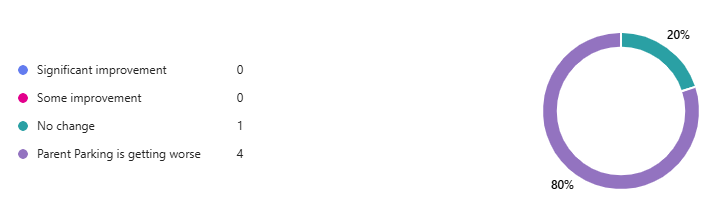 20%
Significant improvement 0
Some improvement 0
No change 1
Parent Parking is getting worse 4
80%